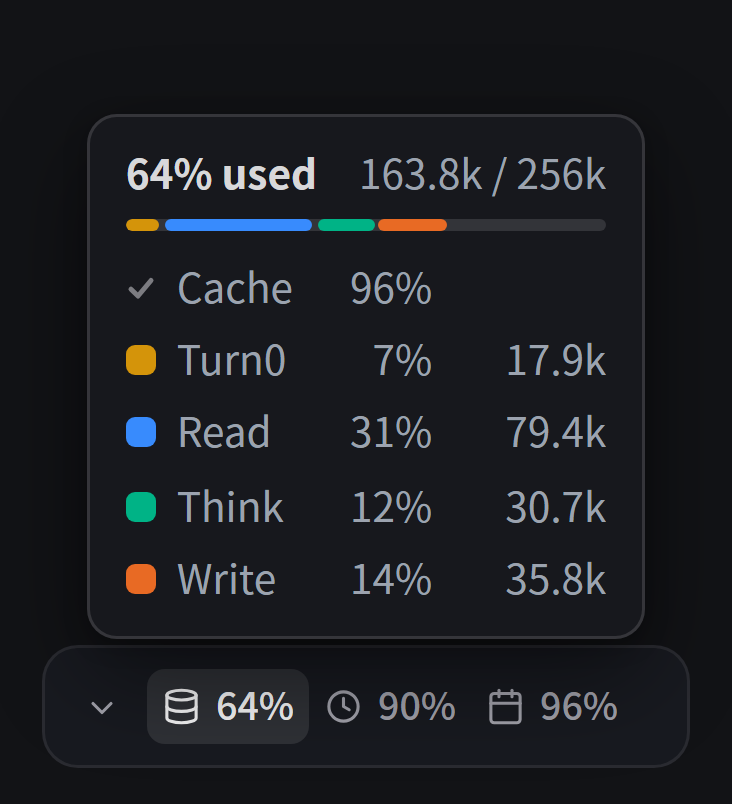 64% used 163.8k / 256k
Cache 96%
Turn0 7% 17.9k
Read 31% 79.4k
Think 12% 30.7k
Write 14% 35.8k
64% 90% 96%